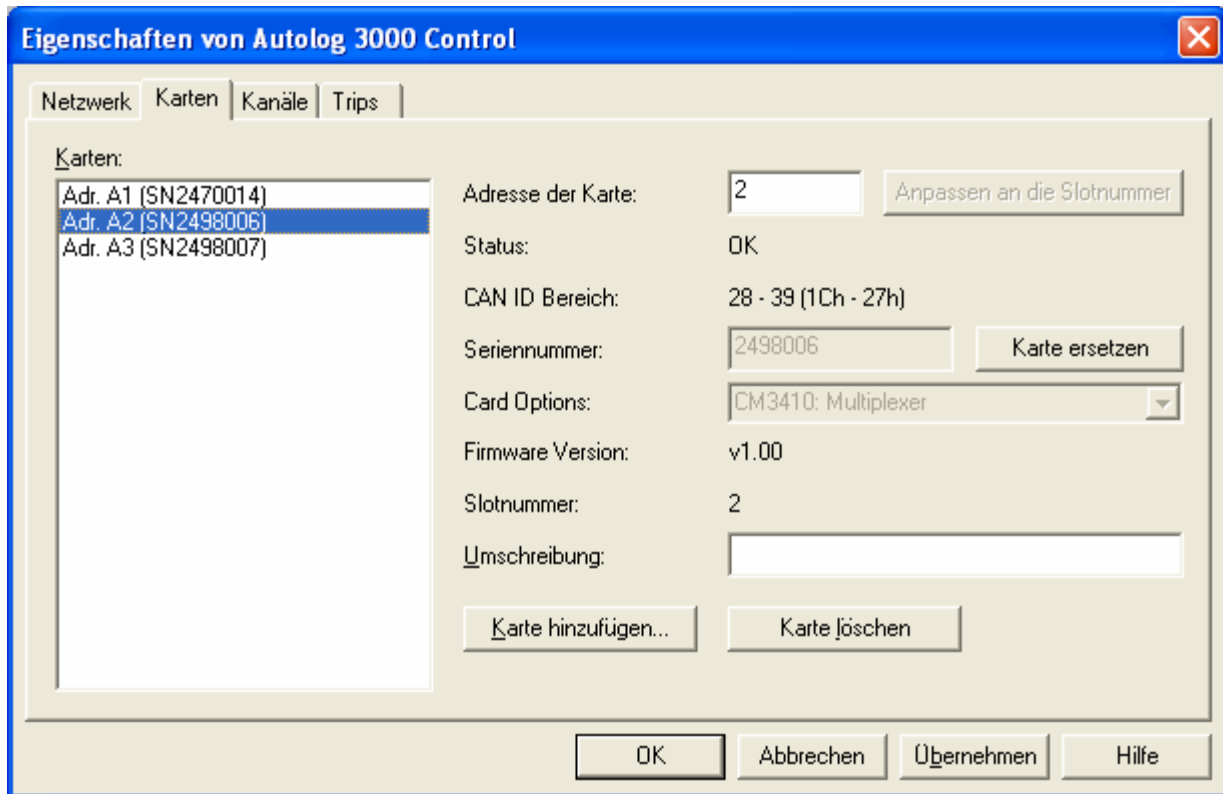 Eigenschaften von Autolog 3000 Control
Netzwerk Karten Kanäle Trips
Karten:
Adr. A1 (SN2470014)
Adr. A2 (SN2498006)
Adr. A3 (SN2498007)
Adresse der Karte: 2 Anpassen an die Slotnummer
Status: OK
CAN ID Bereich: 28 - 39 (1Ch - 27h)
Seriennummer: 2498006 Karte ersetzen
Card Options: CM3410: Multiplexer
Firmware Version: v1.00
Slotnummer: 2
Umschreibung:
Karte hinzufügen... Karte löschen
OK Abbrechen Übernehmen Hilfe